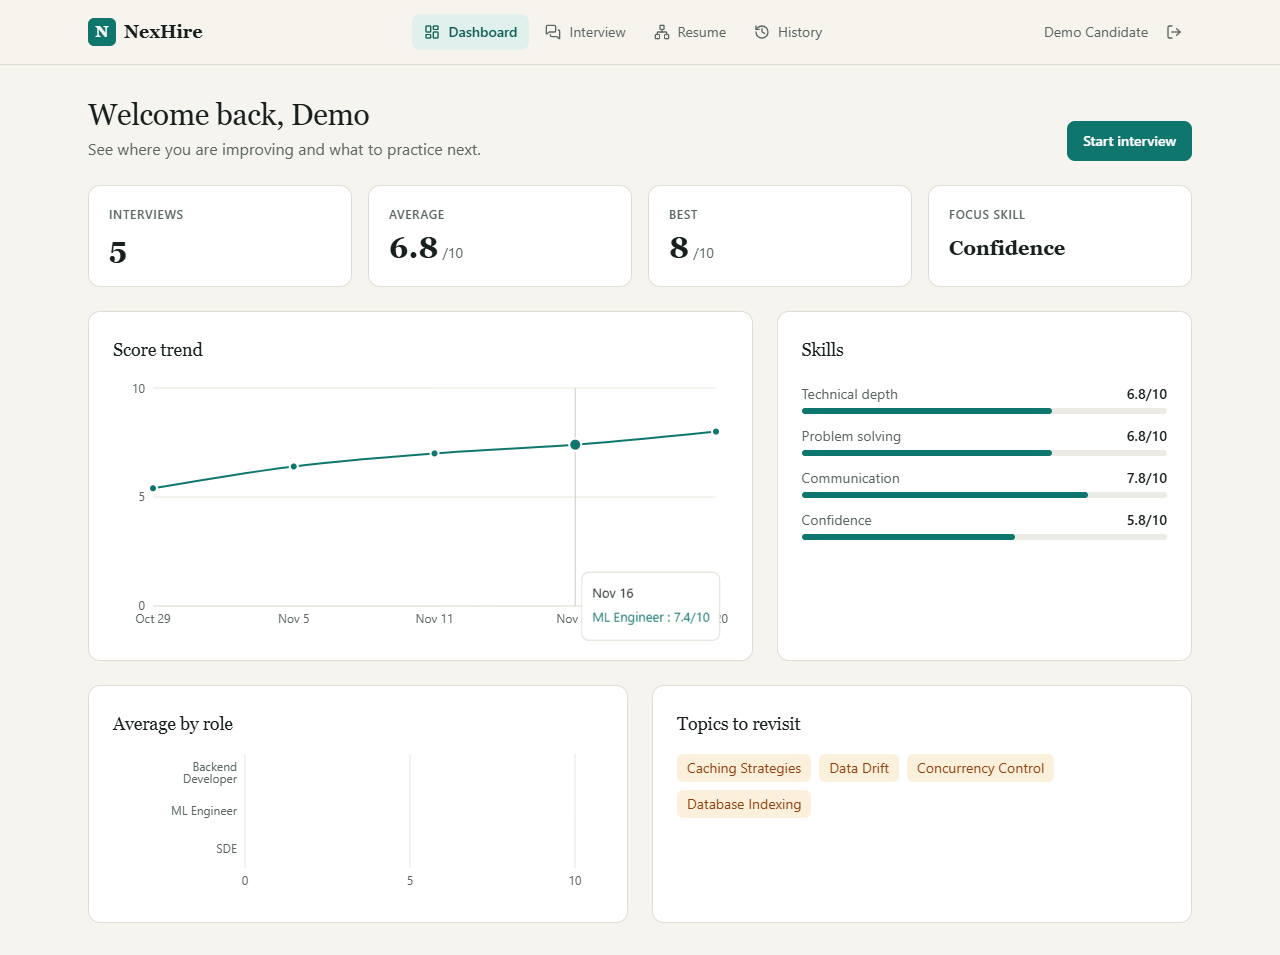 N NexHire
Dashboard
Interview
Resume
History
Demo Candidate
Welcome back, Demo
See where you are improving and what to practice next.
Start interview
INTERVIEWS
5
AVERAGE
6.8 /10
BEST
8 /10
FOCUS SKILL
Confidence
Score trend
10
5
0
Oct 29
Nov 5
Nov 11
Nov
20
Nov 16
ML Engineer : 7.4/10
Skills
Technical depth 6.8/10
Problem solving 6.8/10
Communication 7.8/10
Confidence 5.8/10
Average by role
Backend
Developer
ML Engineer
SDE
0 5 10
Topics to revisit
Caching Strategies
Data Drift
Concurrency Control
Database Indexing